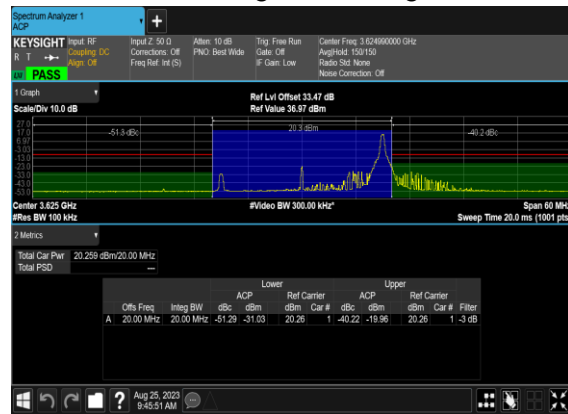 Spectrum Analyzer 1
ACP
+
KEYSIGHT Input: RF Input Z: 50 Ω Atten: 10 dB Trig: Free Run Center Freq: 3.624990000 GHz
R T Coupling: DC Corrections: Off PNO: Best Wide Gate: Off Avg|Hold: 150/150
Align: Off Freq Ref: Int (S) IF Gain: Low Radio Std: None
LW PASS Noise Correction: Off
1 Graph Ref Lvl Offset 33.47 dB
Scale/Div 10.0 dB Ref Value 36.97 dBm
27.0
17.0 -51.3 dBc 20.3 dBm -40.2 dBc
6.97
-3.03
-13.0
-23.0
-33.0
-43.0
-53.0
Center 3.625 GHz #Video BW 300.00 kHz* Span 60 MHz
#Res BW 100 kHz Sweep Time 20.0 ms (1001 pts)
2 Metrics
Total Car Pwr 20.259 dBm/20.00 MHz
Total PSD ---
Lower Upper
ACP Ref Carrier ACP Ref Carrier
Offs Freq Integ BW dBc dBm dBm Car # dBc dBm dBm Car # Filter
A 20.00 MHz 20.00 MHz -51.29 -31.03 20.26 1 -40.22 -19.96 20.26 1 -3 dB
? Aug 25, 2023
9:45:51 AM